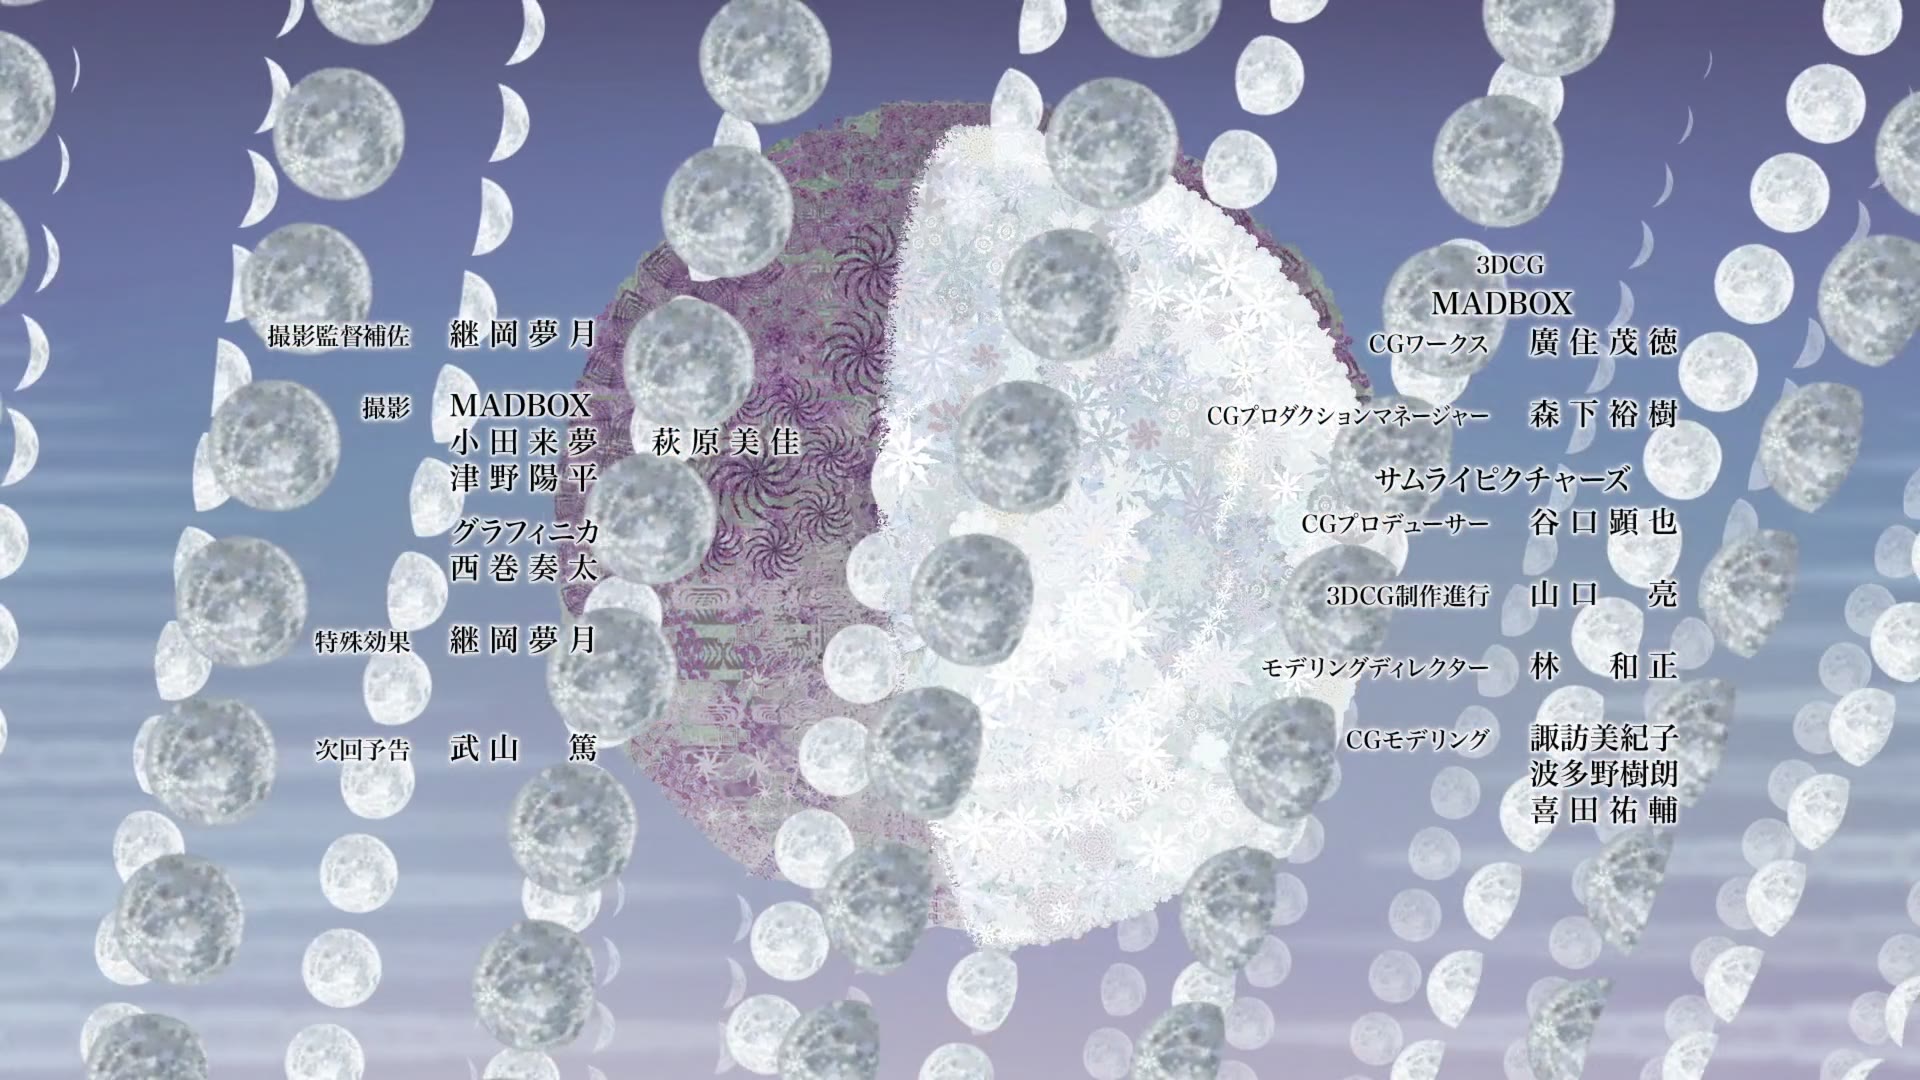 撮影監督補佐 継岡夢月
撮影 MADBOX
小田来夢 萩原美佳
津野陽平
グラフィニカ
西巻奏太
特殊効果 継岡夢月
次回予告 武山 篤
3DCG
MADBOX
CGワークス 廣住茂徳
CGプロダクションマネージャー 森下裕樹
サムライピクチャーズ
CGプロデューサー 谷口顕也
3DCG制作進行 山口 亮
モデリングディレクター 林 和正
CGモデリング 諏訪美紀子
波多野樹朗
喜田祐輔